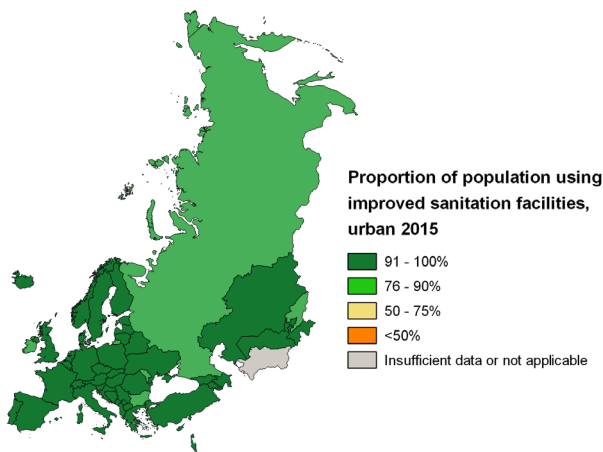 Proportion of population using
improved sanitation facilities,
urban 2015
91 - 100%
76 - 90%
50 - 75%
<50%
Insufficient data or not applicable